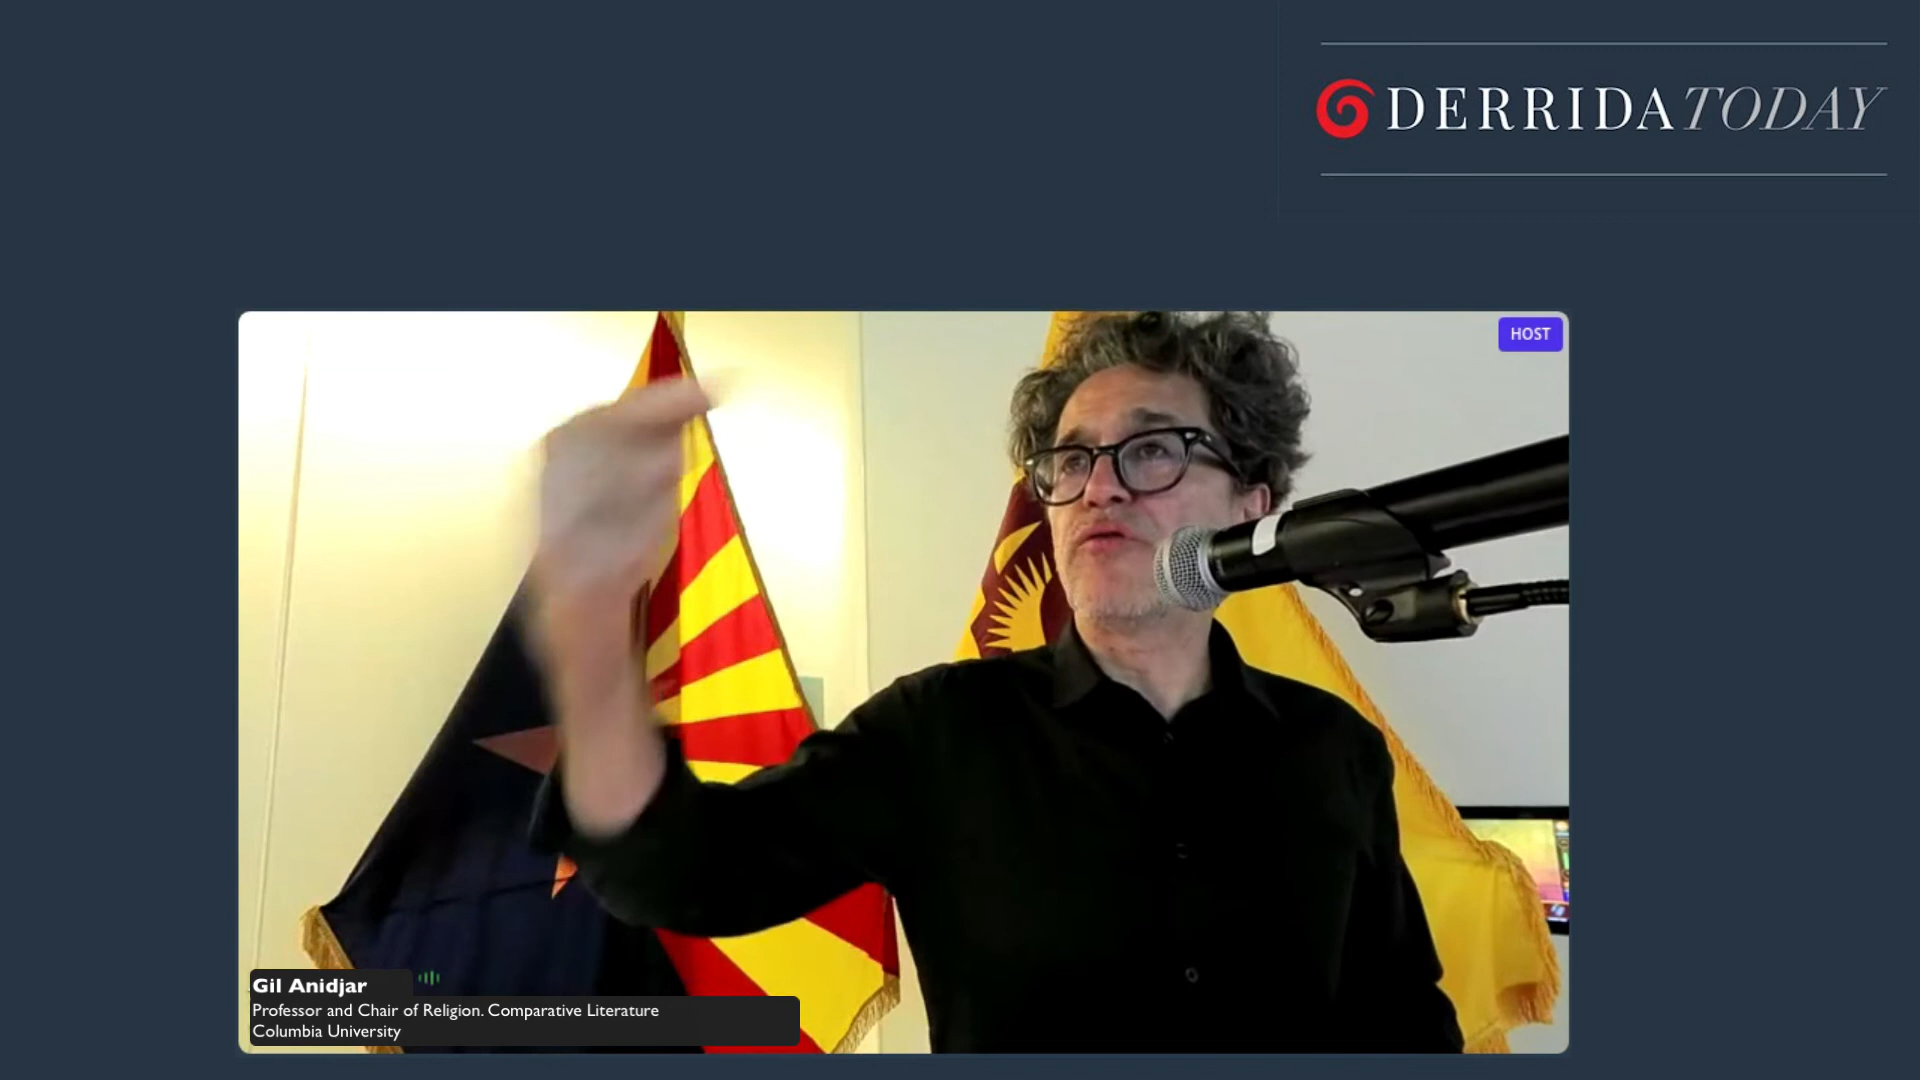 DERRIDA TODAY
HOST
Gil Anidjar
Professor and Chair of Religion. Comparative Literature
Columbia University